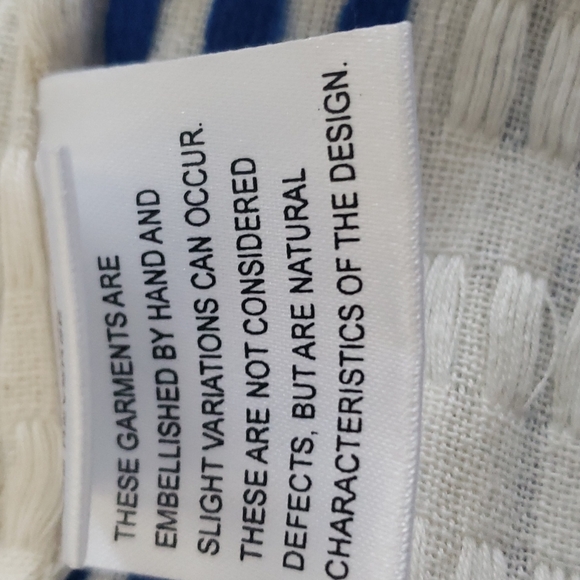 THESE GARMENTS ARE
EMBELLISHED BY HAND AND
SLIGHT VARIATIONS CAN OCCUR.
THESE ARE NOT CONSIDERED
DEFECTS, BUT ARE NATURAL
CHARACTERISTICS OF THE DESIGN.